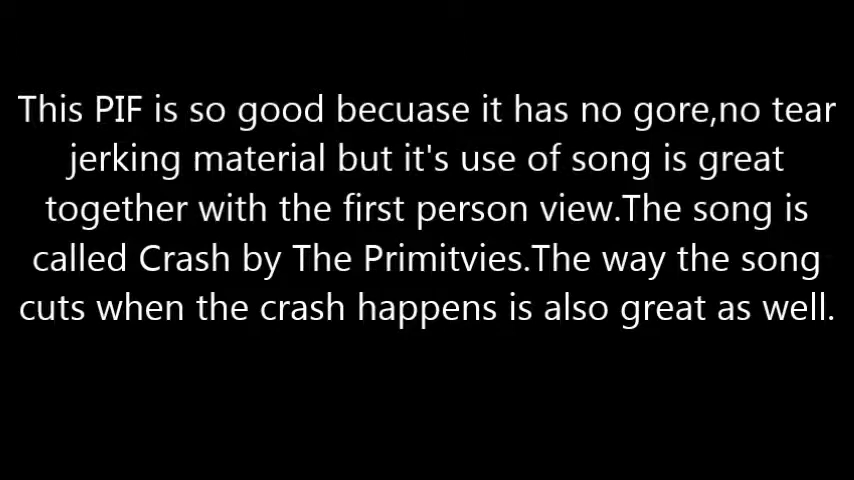 This PIF is so good becuase it has no gore,no tear
jerking material but it's use of song is great
together with the first person view.The song is
called Crash by The Primitvies.The way the song
cuts when the crash happens is also great as well.